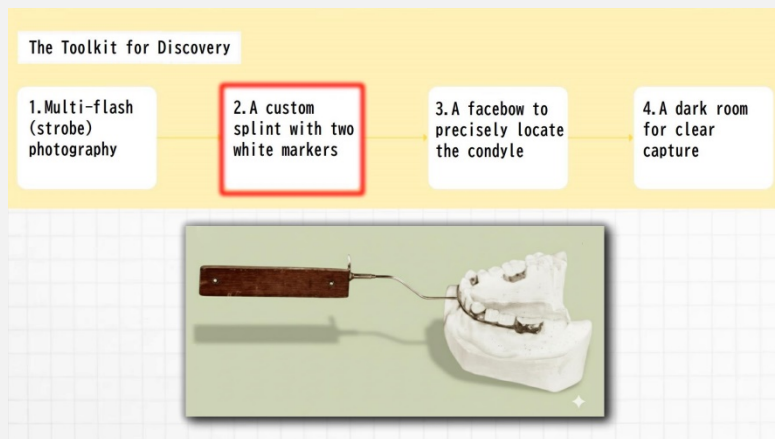 The Toolkit for Discovery
1.Multi-flash
(strobe)
photography
2.A custom
splint with two
white markers
3.A facebow to
precisely locate
the condyle
4.A dark room
for clear
capture